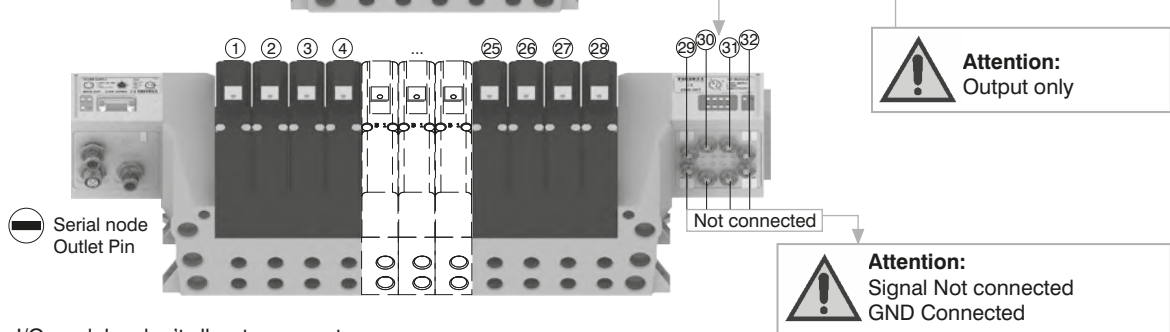 1 2 3 4 ... 25 26 27 28 29 30 31 32
Attention:
Output only
Serial node
Outlet Pin
Not connected
Attention:
Signal Not connected
GND Connected